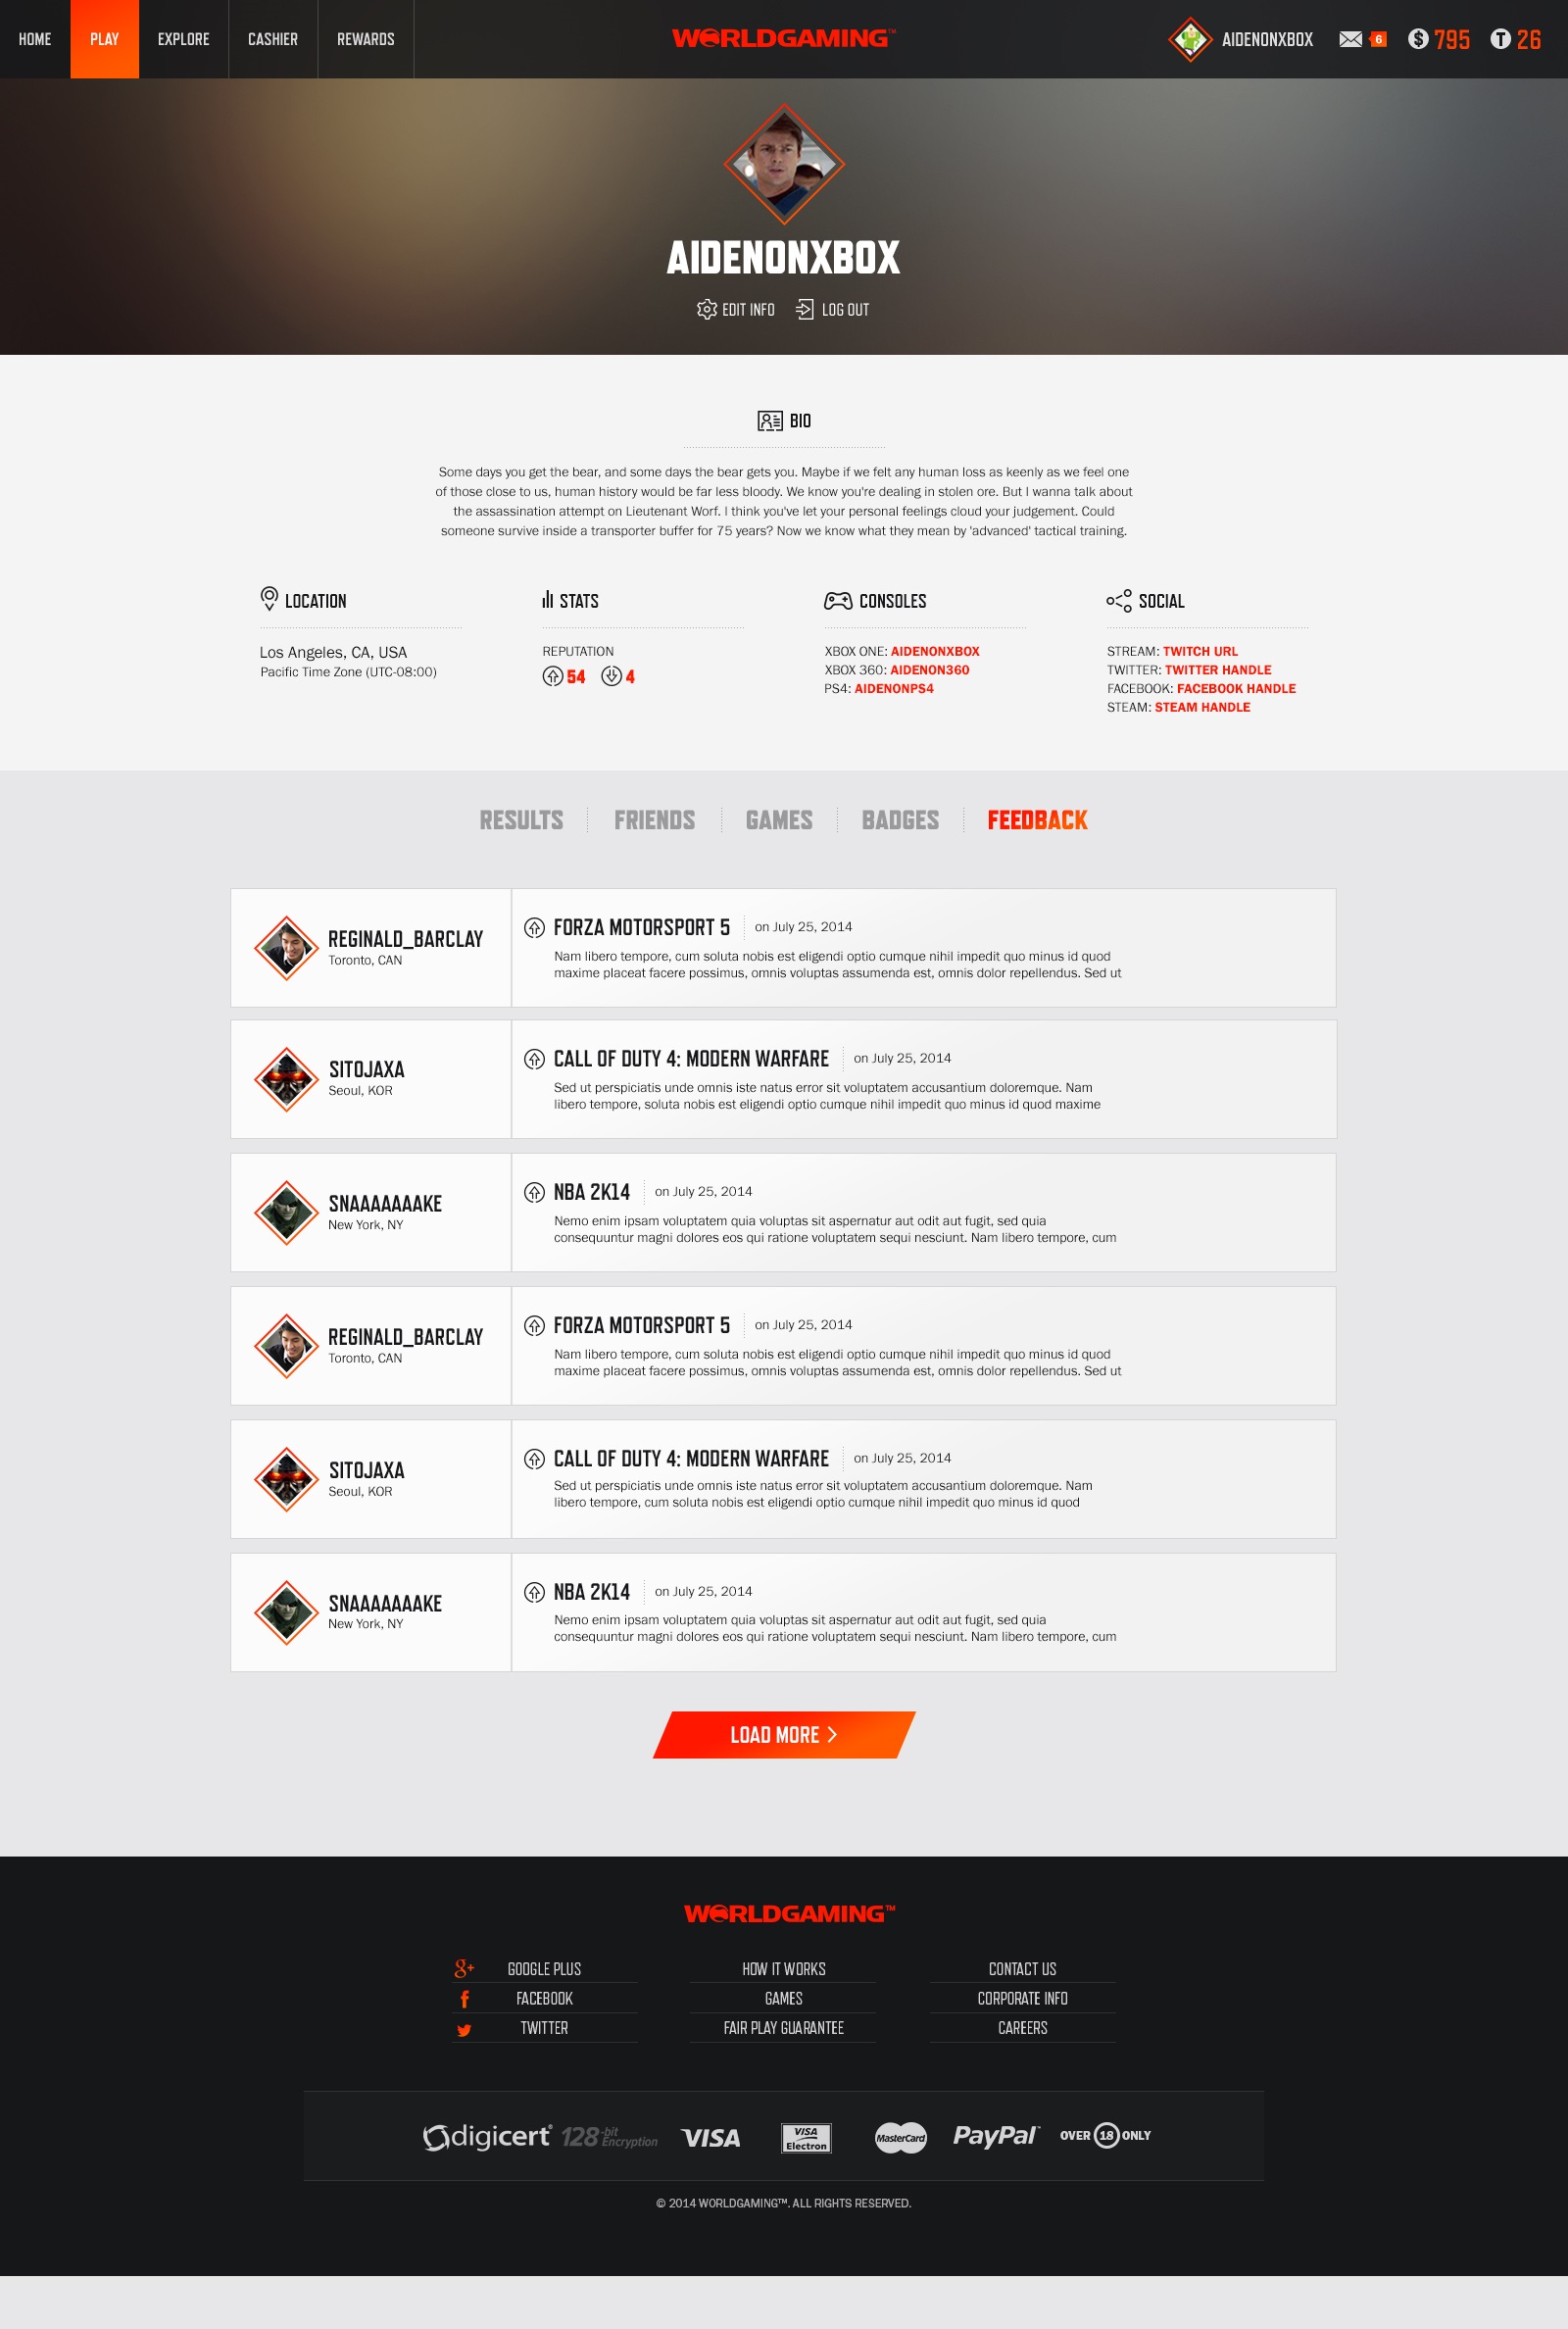 HOME PLAY EXPLORE CASHIER REWARDS WORLDGAMING™ AIDENONXBOX 6 $ 795 T 26
AIDENONXBOX
EDIT INFO LOG OUT
BIO
Some days you get the bear, and some days the bear gets you. Maybe if we felt any human loss as keenly as we feel one
of those close to us, human history would be far less bloody. We know you're dealing in stolen ore. But I wanna talk about
the assassination attempt on Lieutenant Worf. I think you've let your personal feelings cloud your judgement. Could
someone survive inside a transporter buffer for 75 years? Now we know what they mean by 'advanced' tactical training.
LOCATION
Los Angeles, CA, USA
Pacific Time Zone (UTC-08:00)
STATS
REPUTATION
54 4
CONSOLES
XBOX ONE: AIDENONXBOX
XBOX 360: AIDENON360
PS4: AIDENONPS4
SOCIAL
STREAM: TWITCH URL
TWITTER: TWITTER HANDLE
FACEBOOK: FACEBOOK HANDLE
STEAM: STEAM HANDLE
RESULTS FRIENDS GAMES BADGES FEEDBACK
REGINALD_BARCLAY
Toronto, CAN
FORZA MOTORSPORT 5 on July 25, 2014
Nam libero tempore, cum soluta nobis est eligendi optio cumque nihil impedit quo minus id quod
maxime placeat facere possimus, omnis voluptas assumenda est, omnis dolor repellendus. Sed ut
SITOJAXA
Seoul, KOR
CALL OF DUTY 4: MODERN WARFARE on July 25, 2014
Sed ut perspiciatis unde omnis iste natus error sit voluptatem accusantium doloremque. Nam
libero tempore, soluta nobis est eligendi optio cumque nihil impedit quo minus id quod maxime
SNAAAAAAAKE
New York, NY
NBA 2K14 on July 25, 2014
Nemo enim ipsam voluptatem quia voluptas sit aspernatur aut odit aut fugit, sed quia
consequuntur magni dolores eos qui ratione voluptatem sequi nesciunt. Nam libero tempore, cum
REGINALD_BARCLAY
Toronto, CAN
FORZA MOTORSPORT 5 on July 25, 2014
Nam libero tempore, cum soluta nobis est eligendi optio cumque nihil impedit quo minus id quod
maxime placeat facere possimus, omnis voluptas assumenda est, omnis dolor repellendus. Sed ut
SITOJAXA
Seoul, KOR
CALL OF DUTY 4: MODERN WARFARE on July 25, 2014
Sed ut perspiciatis unde omnis iste natus error sit voluptatem accusantium doloremque. Nam
libero tempore, cum soluta nobis est eligendi optio cumque nihil impedit quo minus id quod
SNAAAAAAAKE
New York, NY
NBA 2K14 on July 25, 2014
Nemo enim ipsam voluptatem quia voluptas sit aspernatur aut odit aut fugit, sed quia
consequuntur magni dolores eos qui ratione voluptatem sequi nesciunt. Nam libero tempore, cum
LOAD MORE
WORLDGAMING™
g+ GOOGLE PLUS
f FACEBOOK
TWITTER
HOW IT WORKS
GAMES
FAIR PLAY GUARANTEE
CONTACT US
CORPORATE INFO
CAREERS
digicert® 128-bit Encryption VISA VISA Electron MasterCard PayPal™ OVER 18 ONLY
© 2014 WORLDGAMING™. ALL RIGHTS RESERVED.